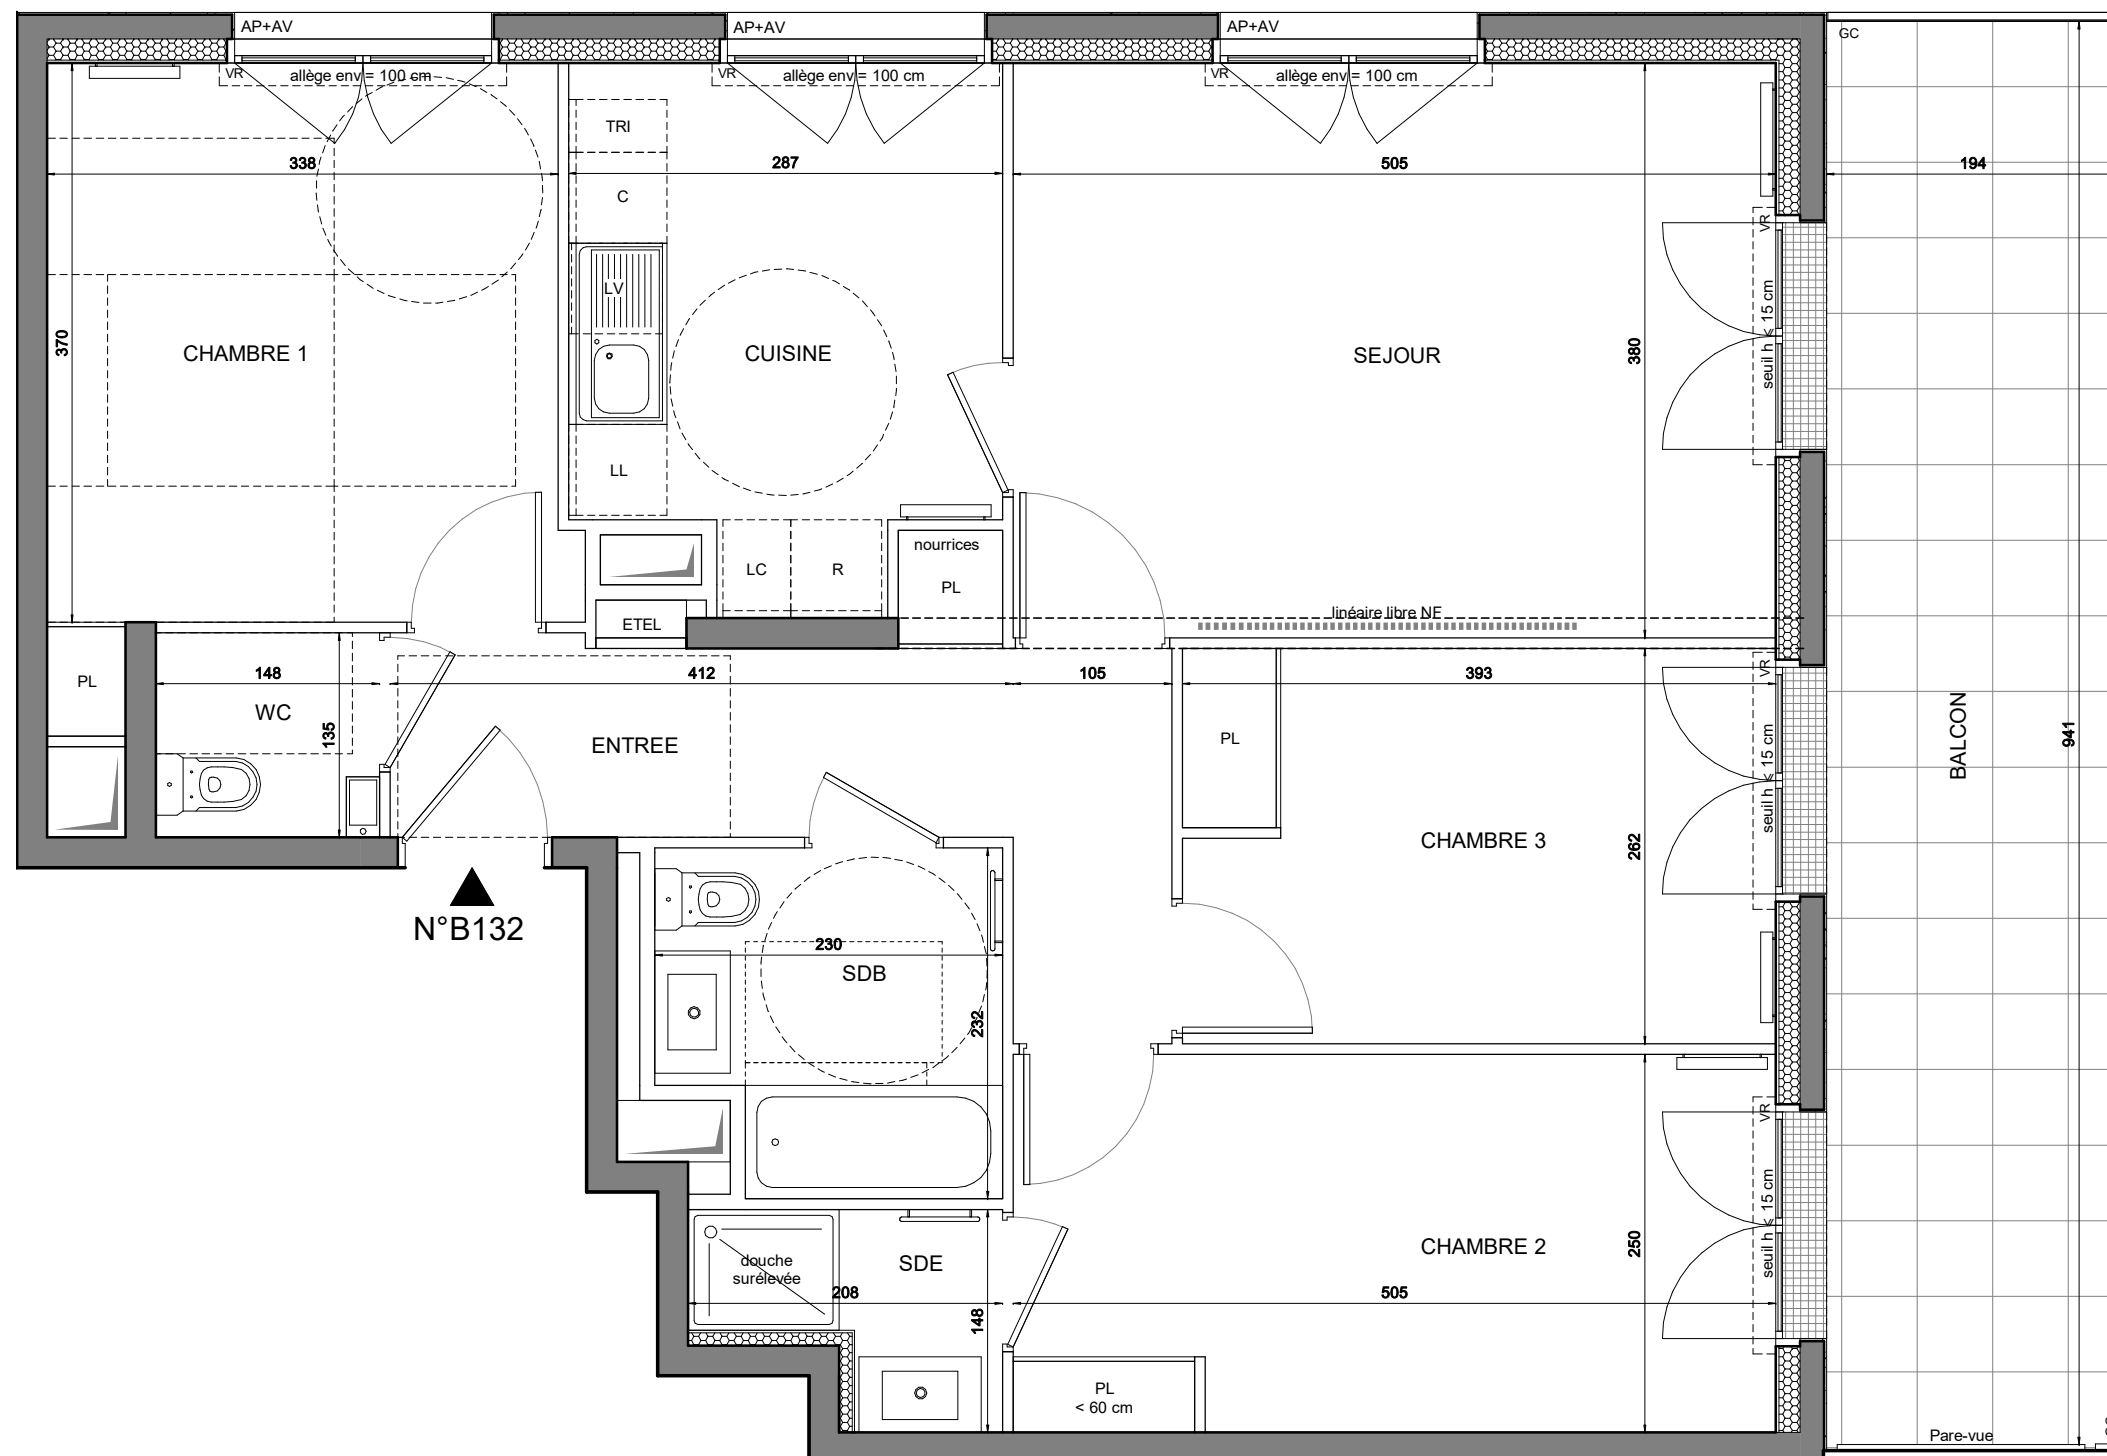 AP+AV
AP+AV
AP+AV
GC
VR
allège env = 100 cm
VR
allège env = 100 cm
VR
allège env = 100 cm
TRI
338
287
505
194
C
VR
LV
seuil h < 15 cm
370
CHAMBRE 1
CUISINE
SEJOUR
380
LL
nourrices
LC
R
PL
linéaire libre NF
ETEL
VR
PL
148
412
105
393
WC
135
ENTREE
PL
seuil h < 15 cm
BALCON
941
CHAMBRE 3
262
N°B132
230
SDB
232
VR
CHAMBRE 2
250
seuil h < 15 cm
SDE
douche
surélevée
208
505
148
PL
< 60 cm
Pare-vue